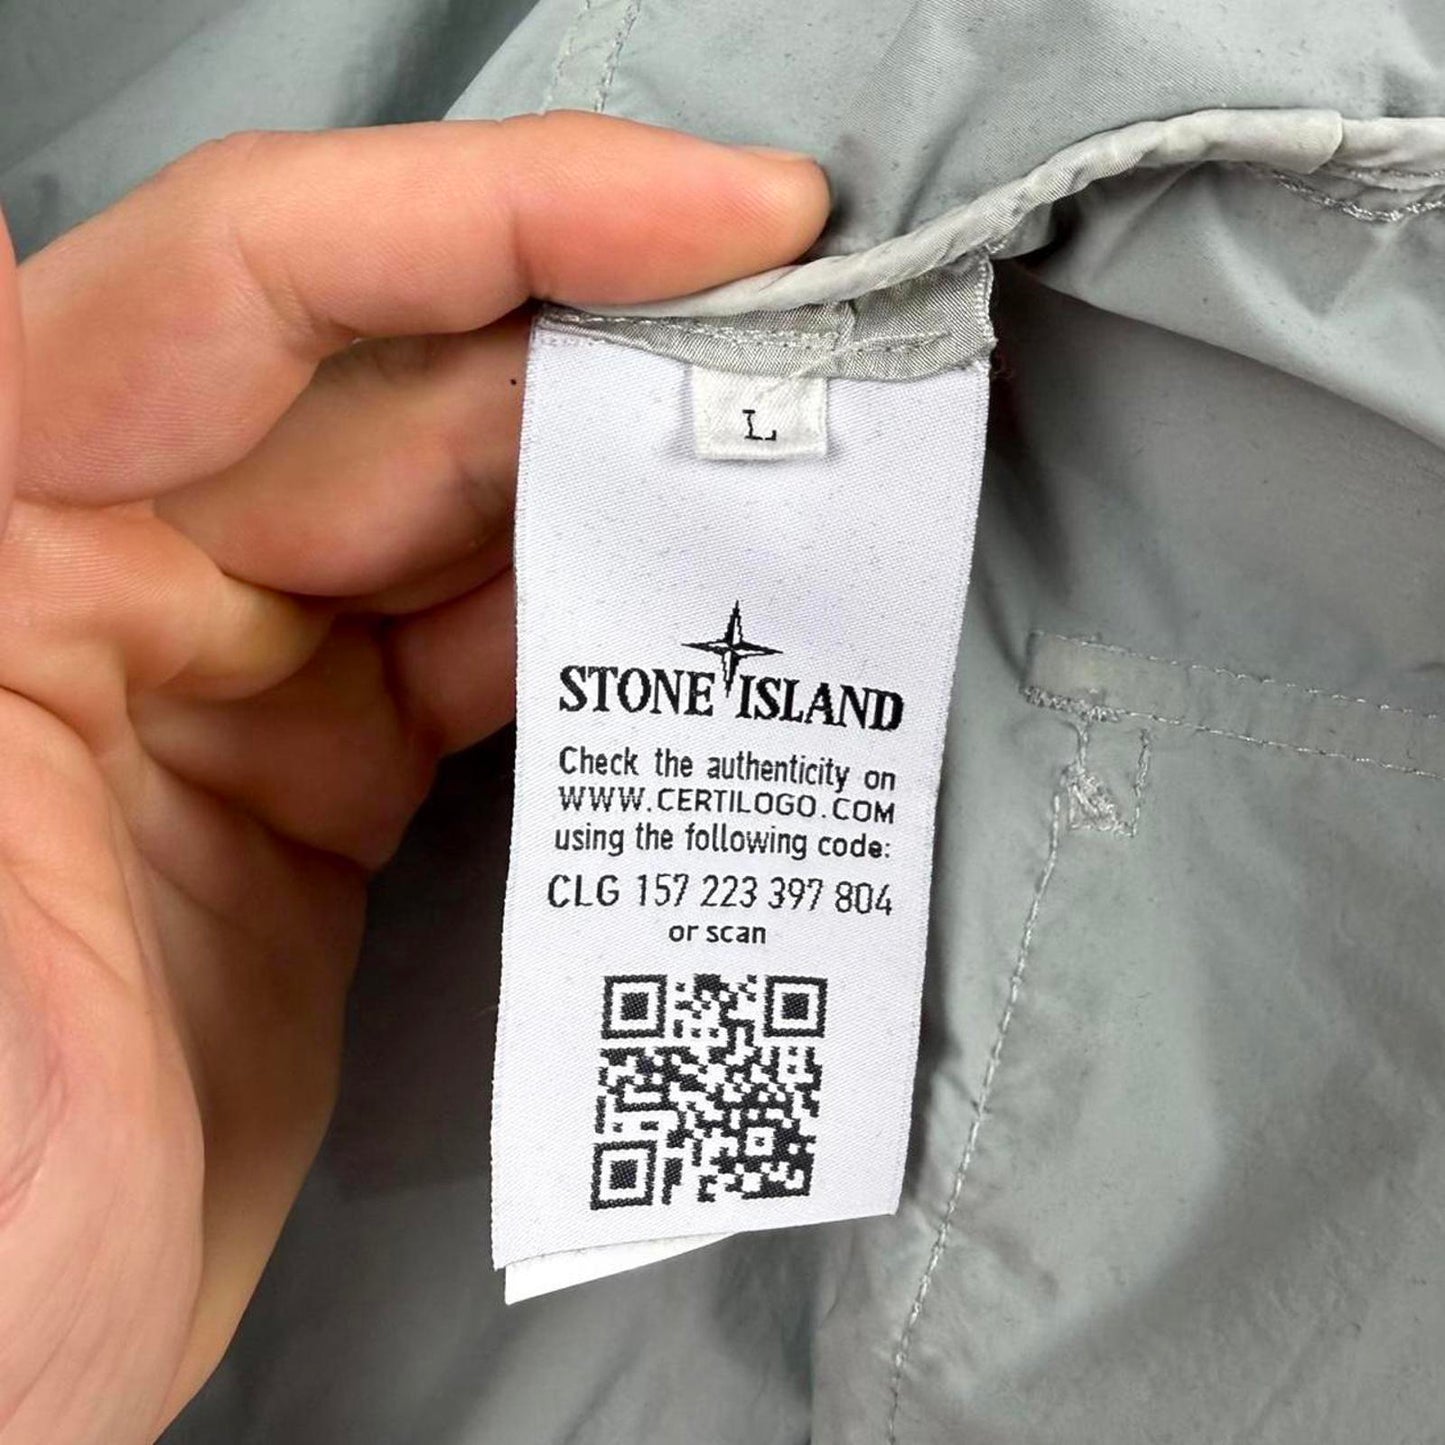 L
STONE ISLAND
Check the authenticity on
WWW.CERTILOGO.COM
using the following code:
CLG 157 223 397 804
or scan